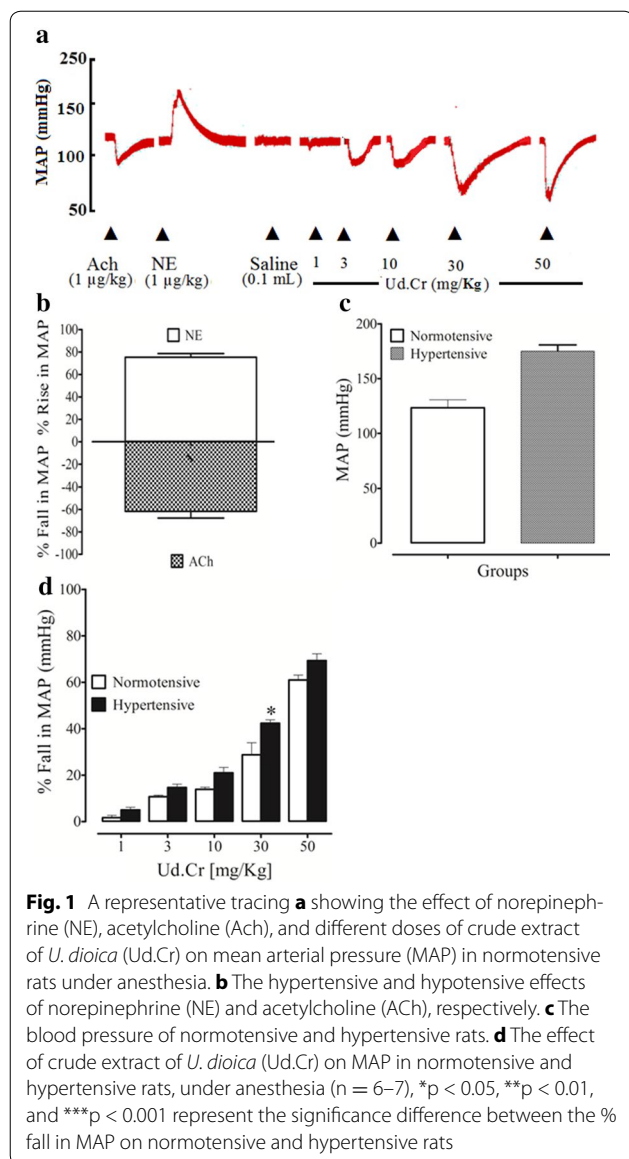 a
250
150
100
50
MAP (mmHg)
▲ ▲ ▲ ▲ ▲ ▲ ▲ ▲
Ach NE Saline 1 3 10 30 50
(1 µg/kg) (1 µg/kg) (0.1 mL) Ud.Cr (mg/Kg)
b
% Fall in MAP % Rise in MAP
100
80
60
40
20
0
-20
-40
-60
-80
-100
NE
ACh
c
MAP (mmHg)
200
150
100
50
0
Normotensive
Hypertensive
Groups
d
% Fall in MAP (mmHg)
100
80
60
40
20
0
Normotensive
Hypertensive
*
1 3 10 30 50
Ud.Cr [mg/Kg]
Fig. 1 A representative tracing a showing the effect of norepineph-
rine (NE), acetylcholine (Ach), and different doses of crude extract
of U. dioica (Ud.Cr) on mean arterial pressure (MAP) in normotensive
rats under anesthesia. b The hypertensive and hypotensive effects
of norepinephrine (NE) and acetylcholine (ACh), respectively. c The
blood pressure of normotensive and hypertensive rats. d The effect
of crude extract of U. dioica (Ud.Cr) on MAP in normotensive and
hypertensive rats, under anesthesia (n = 6–7), *p < 0.05, **p < 0.01,
and ***p < 0.001 represent the significance difference between the %
fall in MAP on normotensive and hypertensive rats